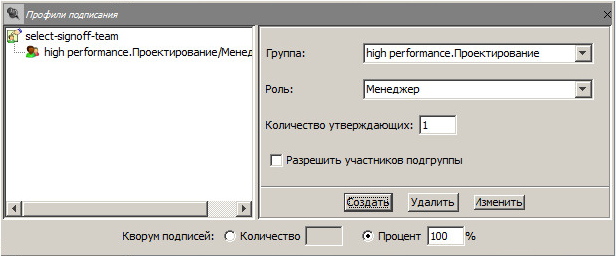 Профили подписания
select-signoff-team
high performance.Проектирование/Менед
Группа: high performance.Проектирование
Роль: Менеджер
Количество утверждающих: 1
Разрешить участников подгруппы
Создать Удалить Изменить
Кворум подписей: Количество Процент 100 %